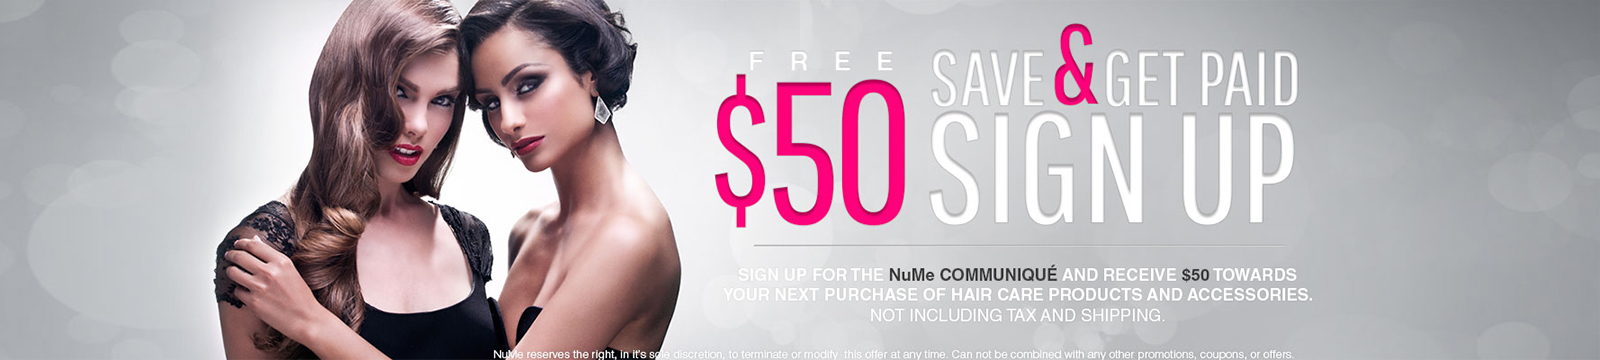 FREE
$50
SAVE & GET PAID
SIGN UP
SIGN UP FOR THE NuMe COMMUNIQUÉ AND RECEIVE $50 TOWARDS
YOUR NEXT PURCHASE OF HAIR CARE PRODUCTS AND ACCESSORIES.
NOT INCLUDING TAX AND SHIPPING.
NuMe reserves the right, in it's sole discretion, to terminate or modify this offer at any time. Can not be combined with any other promotions, coupons, or offers.